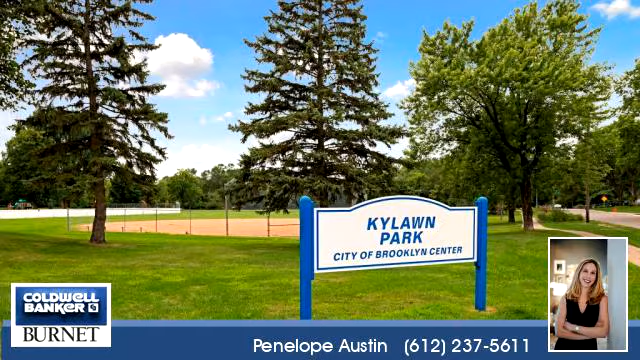 KYLAWN
PARK
CITY OF BROOKLYN CENTER
COLDWELL
BANKER
BURNET
Penelope Austin (612) 237-5611